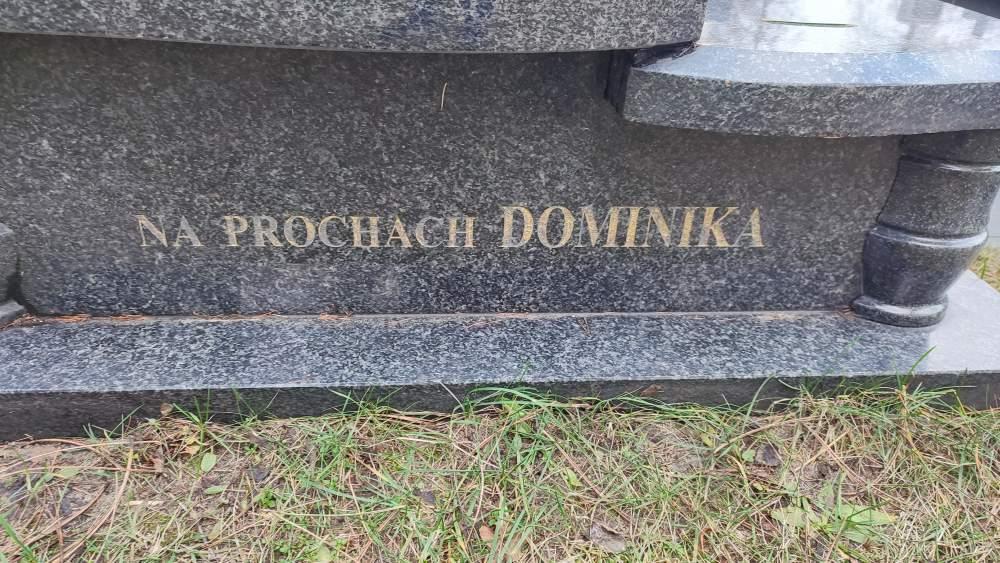 NA PROCHACH DOMINIKA